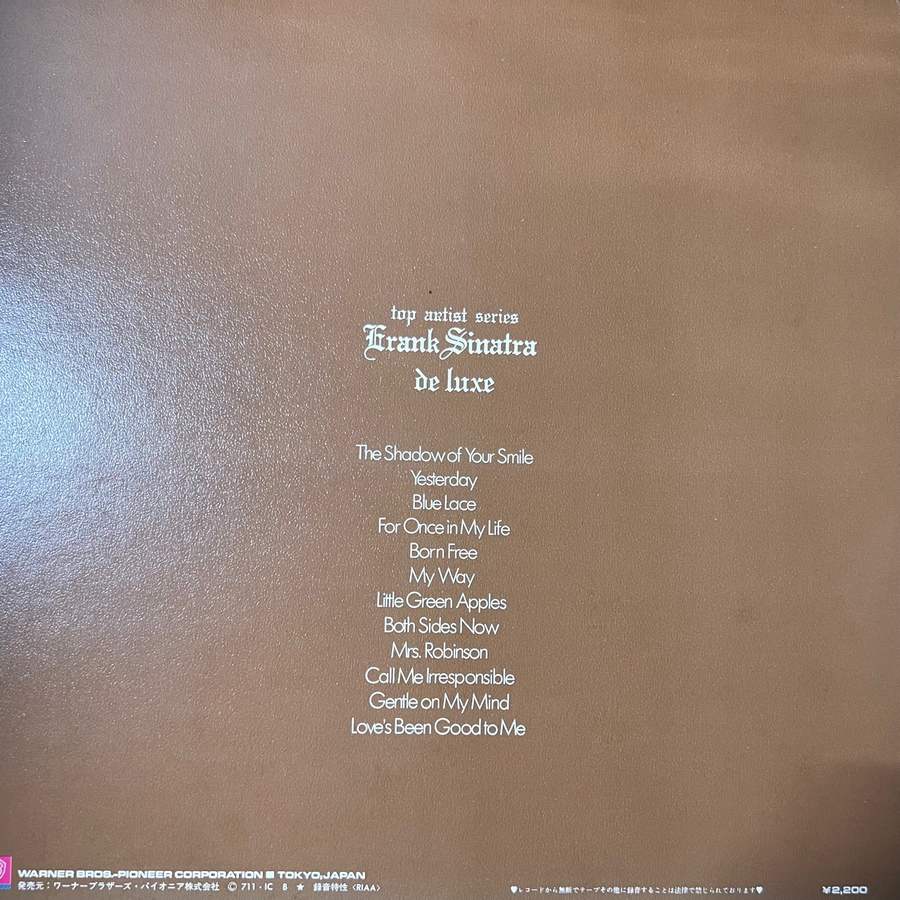 top artist series
Frank Sinatra
de luxe
The Shadow of Your Smile
Yesterday
Blue Lace
For Once in My Life
Born Free
My Way
Little Green Apples
Both Sides Now
Mrs. Robinson
Call Me Irresponsible
Gentle on My Mind
Love's Been Good to Me
WARNER BROS.-PIONEER CORPORATION TOKYO, JAPAN
発売元:ワーナーブラザーズ・パイオニア株式会社 © 711・IC B ★ 録音特性〈RIAA〉
♥レコードから無断でテープその他に録音することは法律で禁じられております♥
¥2,200